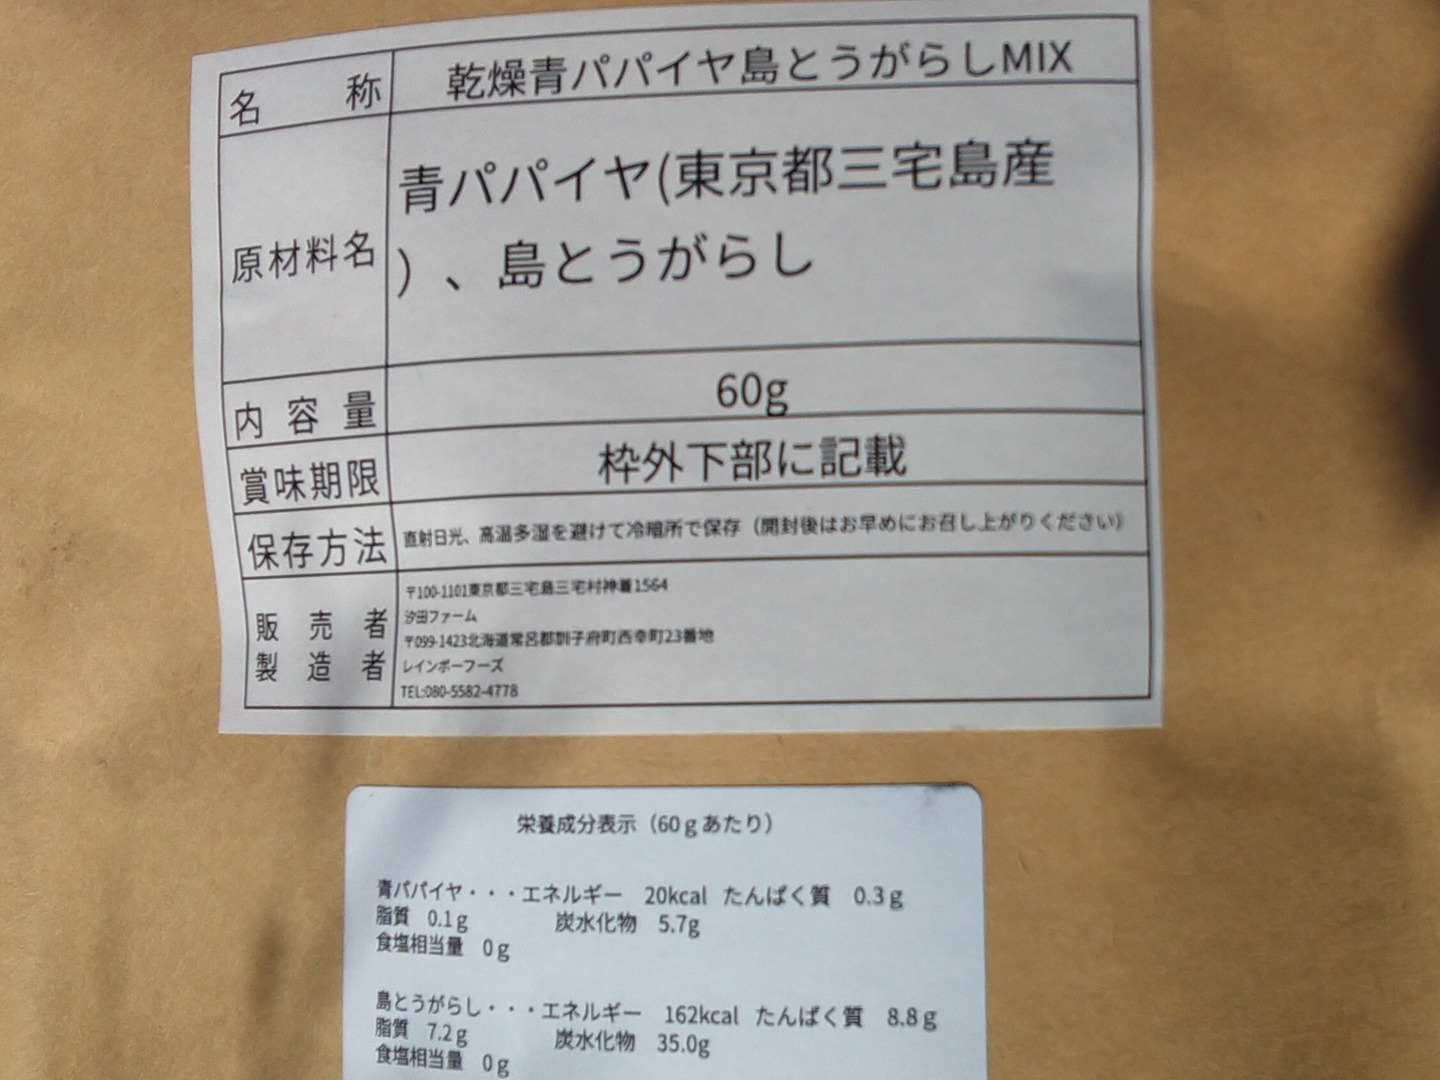 名称 乾燥青パパイヤ島とうがらしMIX
原材料名 青パパイヤ(東京都三宅島産
)、島とうがらし
内容量 60g
賞味期限 枠外下部に記載
保存方法 直射日光、高温多湿を避けて冷暗所で保存（開封後はお早めにお召し上がりください）
販売者
製造者
〒100-1101東京都三宅島三宅村神着1564
汐田ファーム
〒099-1423北海道常呂郡訓子府町西幸町23番地
レインボーフーズ
TEL:080-5582-4778
栄養成分表示（60ｇあたり）
青パパイヤ・・・エネルギー 20kcal たんぱく質 0.3ｇ
脂質 0.1ｇ 炭水化物 5.7g
食塩相当量 0ｇ
島とうがらし・・・エネルギー 162kcal たんぱく質 8.8ｇ
脂質 7.2ｇ 炭水化物 35.0g
食塩相当量 0ｇ